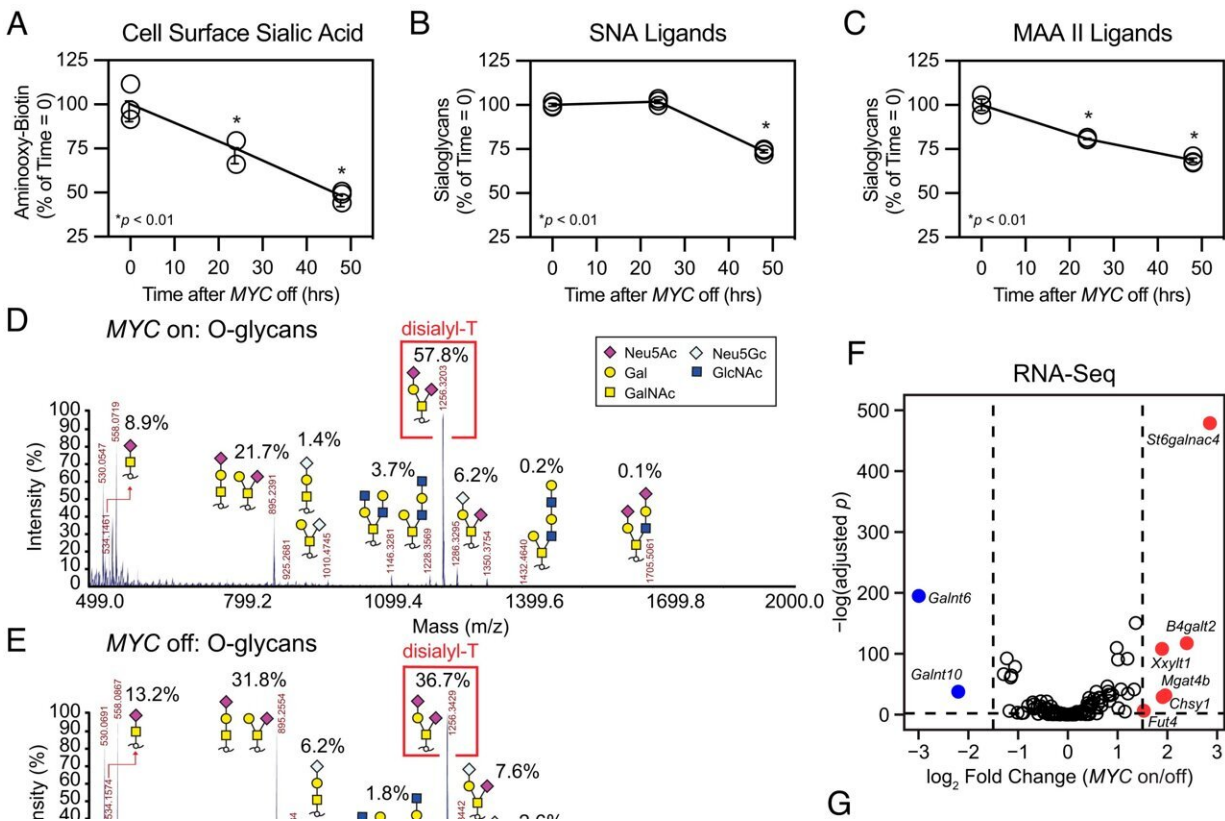 A
Cell Surface Sialic Acid
Aminooxy-Biotin
(% of Time = 0)
125
100
75
50
25
*
*
*p < 0.01
0 10 20 30 40 50
Time after MYC off (hrs)
B
SNA Ligands
Sialoglycans
(% of Time = 0)
125
100
75
50
25
*
*p < 0.01
0 10 20 30 40 50
Time after MYC off (hrs)
C
MAA II Ligands
Sialoglycans
(% of Time = 0)
125
100
75
50
25
*
*
*p < 0.01
0 10 20 30 40 50
Time after MYC off (hrs)
D
MYC on: O-glycans
disialyl-T
57.8%
Neu5Ac
Neu5Gc
Gal
GlcNAc
GalNAc
Intensity (%)
100
90
80
70
60
50
40
30
20
10
0
530.0547
534.1461
558.0719
8.9%
21.7%
895.2391
1.4%
925.2681
1010.4745
3.7%
1146.3281
1228.3569
1256.3203
6.2%
1286.3295
1350.3754
0.2%
1432.4640
0.1%
1705.5061
499.0 799.2 1099.4 1399.6 1699.8 2000.0
Mass (m/z)
E
MYC off: O-glycans
disialyl-T
36.7%
100
90
80
70
60
50
40
530.0691
534.1574
558.0867
13.2%
31.8%
895.2554
6.2%
1.8%
1256.3429
7.6%
F
RNA-Seq
−log(adjusted p)
500
400
300
200
100
0
St6galnac4
Galnt6
B4galt2
Xxylt1
Galnt10
Mgat4b
Chsy1
Fut4
−3 −2 −1 0 1 2 3
log2 Fold Change (MYC on/off)
G